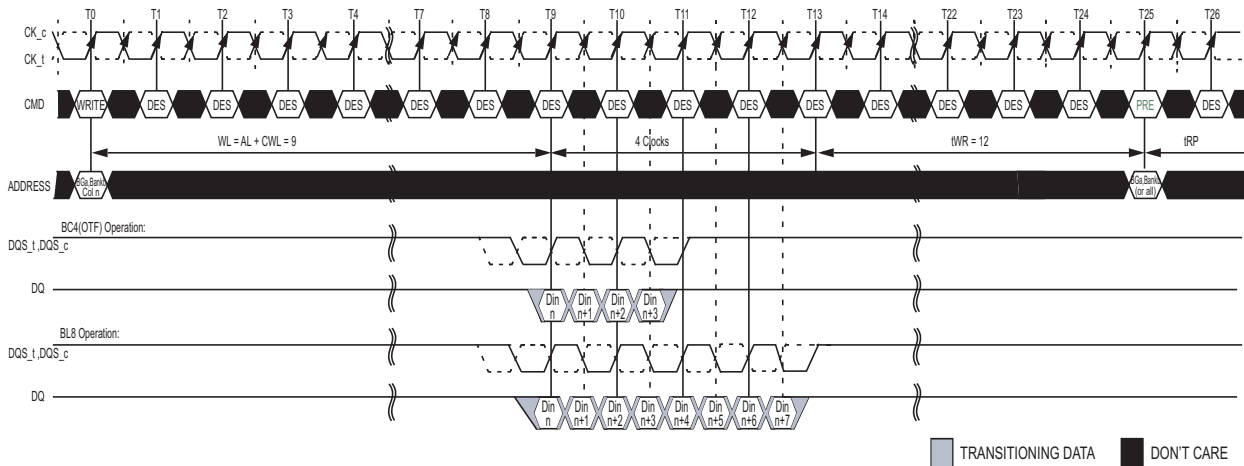 T0 T1 T2 T3 T4 T7 T8 T9 T10 T11 T12 T13 T14 T22 T23 T24 T25 T26
CK_c
CK_t
CMD WRITE DES DES DES DES DES DES DES DES DES DES DES DES DES DES DES PRE DES
WL = AL + CWL = 9 4 Clocks tWR = 12 tRP
ADDRESS BGa,Bankb Col n BGa,Bankb (or all)
BC4(OTF) Operation:
DQS_t ,DQS_c
DQ Din n Din n+1 Din n+2 Din n+3
BL8 Operation:
DQS_t ,DQS_c
DQ Din n Din n+1 Din n+2 Din n+3 Din n+4 Din n+5 Din n+6 Din n+7
TRANSITIONING DATA DON'T CARE